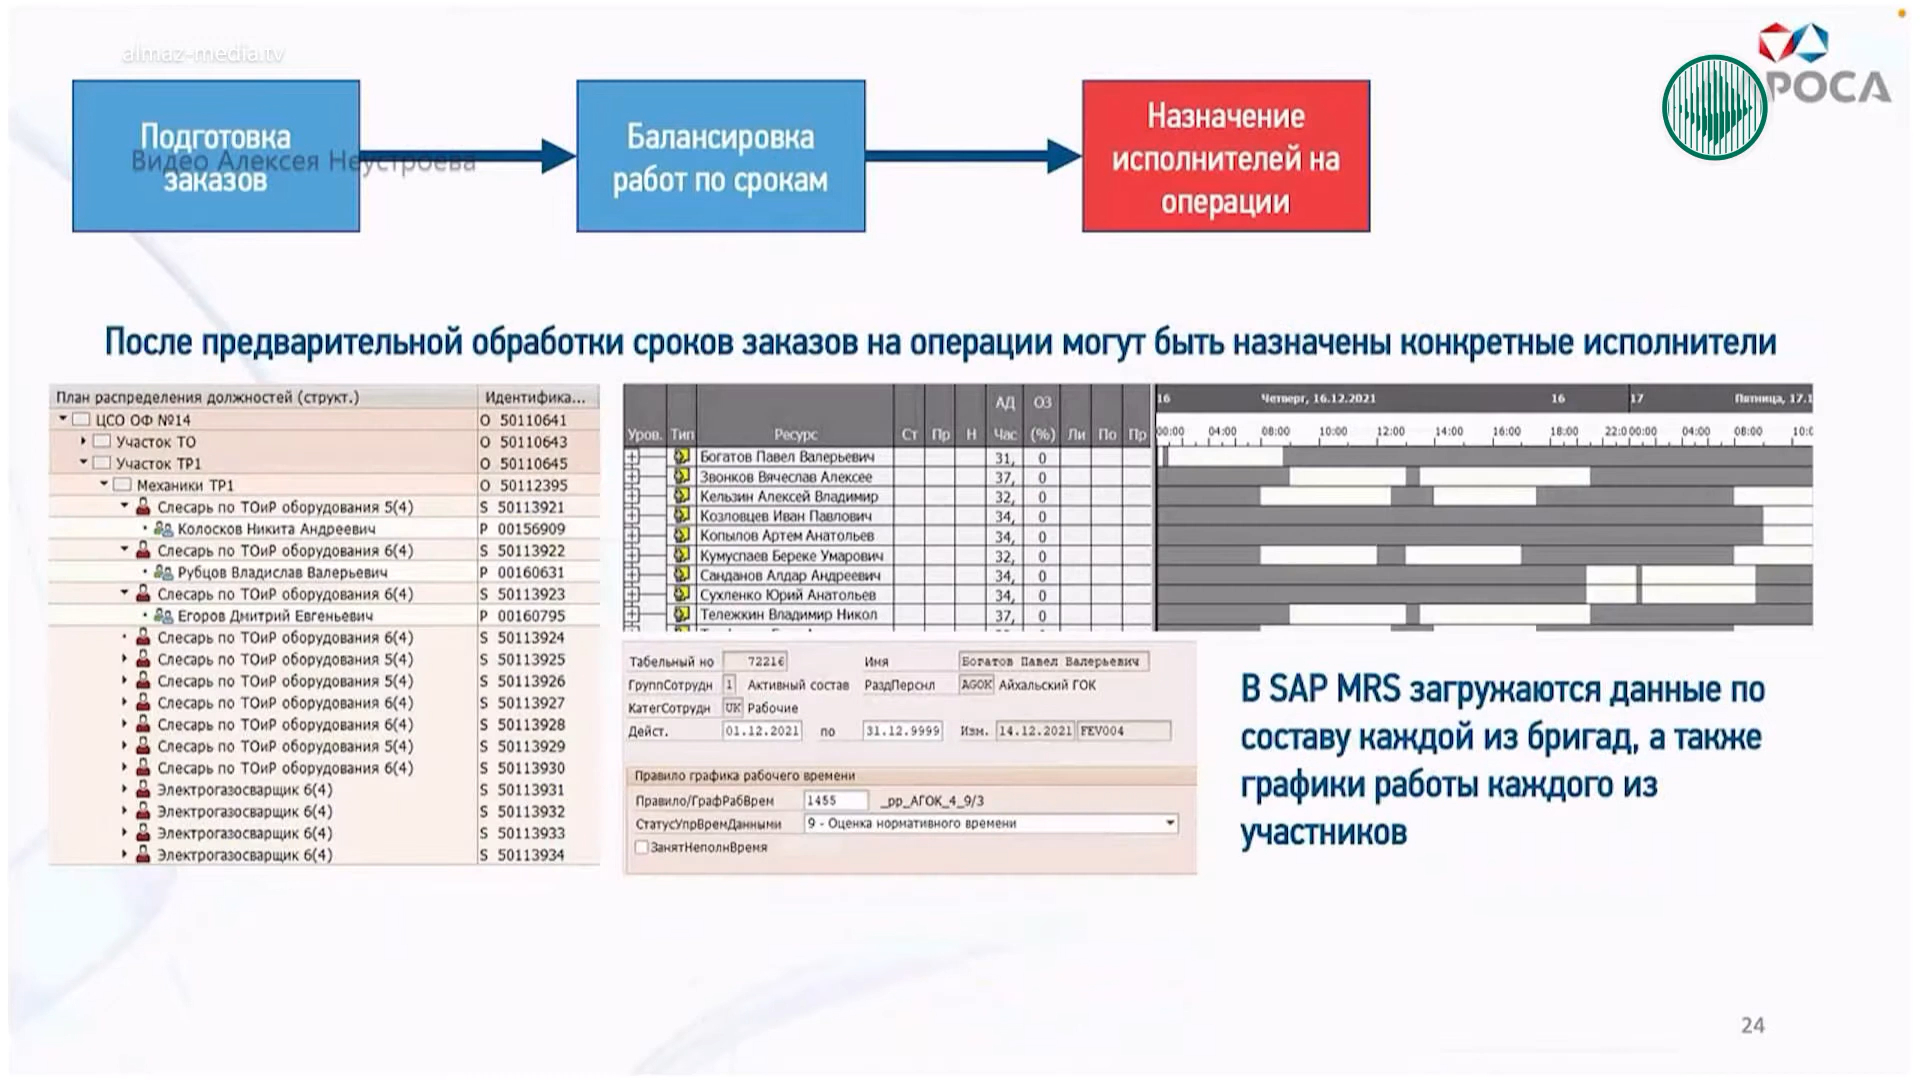 almaz-media.tv
РОСА
Подготовка
заказов
Видео Алексея Неустроева
Балансировка
работ по срокам
Назначение
исполнителей на
операции
После предварительной обработки сроков заказов на операции могут быть назначены конкретные исполнители
План распределения должностей (структ.) Идентифика...
ЦСО ОФ №14 O 50110641
Участок ТО O 50110643
Участок ТР1 O 50110645
Механики ТР1 O 50112395
Слесарь по ТОиР оборудования 5(4) S 50113921
Колосков Никита Андреевич P 00156909
Слесарь по ТОиР оборудования 6(4) S 50113922
Рубцов Владислав Валерьевич P 00160631
Слесарь по ТОиР оборудования 6(4) S 50113923
Егоров Дмитрий Евгеньевич P 00160795
Слесарь по ТОиР оборудования 6(4) S 50113924
Слесарь по ТОиР оборудования 5(4) S 50113925
Слесарь по ТОиР оборудования 5(4) S 50113926
Слесарь по ТОиР оборудования 6(4) S 50113927
Слесарь по ТОиР оборудования 6(4) S 50113928
Слесарь по ТОиР оборудования 5(4) S 50113929
Слесарь по ТОиР оборудования 6(4) S 50113930
Электрогазосварщик 6(4) S 50113931
Электрогазосварщик 6(4) S 50113932
Электрогазосварщик 6(4) S 50113933
Электрогазосварщик 6(4) S 50113934
Уров. Тип Ресурс Ст Пр Н АД Час ОЗ (%) Ли По Пр
Богатов Павел Валерьевич 31, 0
Звонков Вячеслав Алексее 37, 0
Кельзин Алексей Владимир 32, 0
Козловцев Иван Павлович 34, 0
Копылов Артем Анатольев 34, 0
Кумуспаев Береке Умарович 32, 0
Санданов Алдар Андреевич 34, 0
Сухленко Юрий Анатольев 34, 0
Тележкин Владимир Никол 37, 0
16 Четверг, 16.12.2021 16 17 Пятница, 17.1
00:00 04:00 08:00 10:00 12:00 14:00 16:00 18:00 22:00 00:00 04:00 08:00 10:0
Табельный но 72216 Имя Богатов Павел Валерьевич
ГруппСотрудн 1 Активный состав РаздПерснл AGOK Айхальский ГОК
КатегСотрудн UK Рабочие
Дейст. 01.12.2021 по 31.12.9999 Изм. 14.12.2021 FEV004
Правило графика рабочего времени
Правило/ГрафРабВрем 1455 _рр_АГОК_4_9/3
СтатусУпрВремДанными 9 - Оценка нормативного времени
ЗанятНеполнВремя
В SAP MRS загружаются данные по
составу каждой из бригад, а также
графики работы каждого из
участников
24